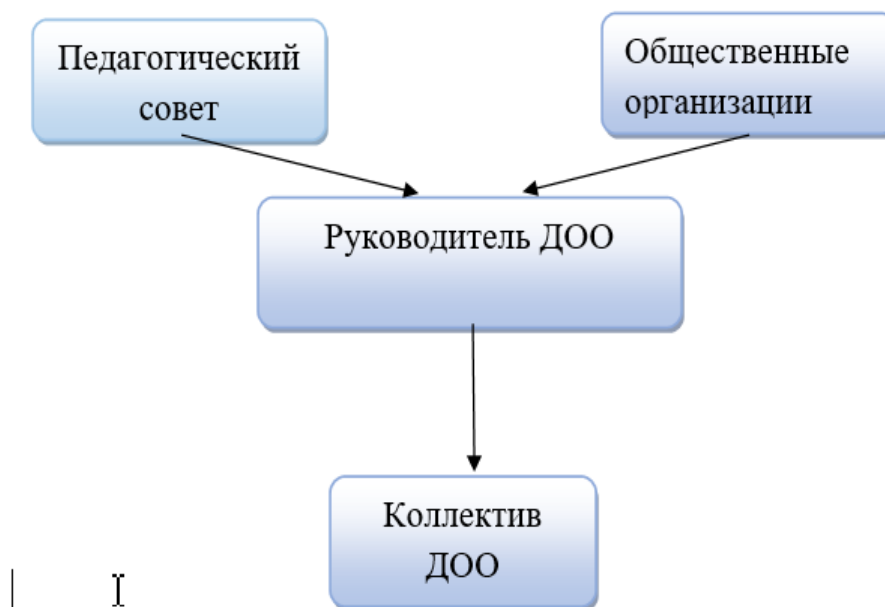 Педагогический
совет
Общественные
организации
Руководитель ДОО
Коллектив
ДОО